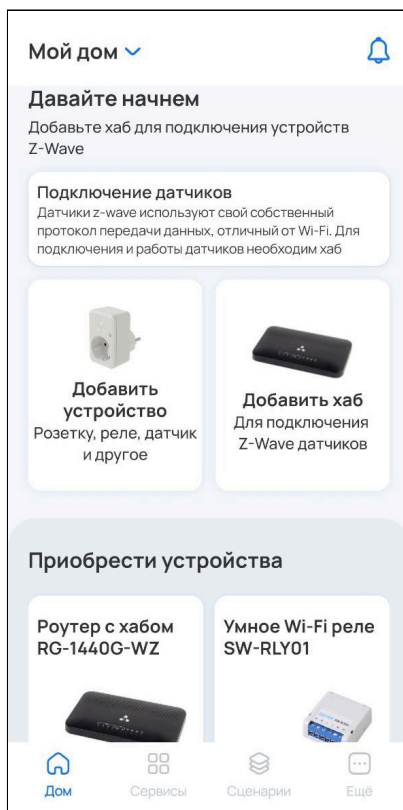 Мой дом
Давайте начнем
Добавьте хаб для подключения устройств
Z-Wave
Подключение датчиков
Датчики z-wave используют свой собственный
протокол передачи данных, отличный от Wi-Fi. Для
подключения и работы датчиков необходим хаб
Добавить
устройство
Розетку, реле, датчик
и другое
Добавить хаб
Для подключения
Z-Wave датчиков
Приобрести устройства
Роутер с хабом
RG-1440G-WZ
Умное Wi-Fi реле
SW-RLY01
Дом
Сервисы
Сценарии
Ещё